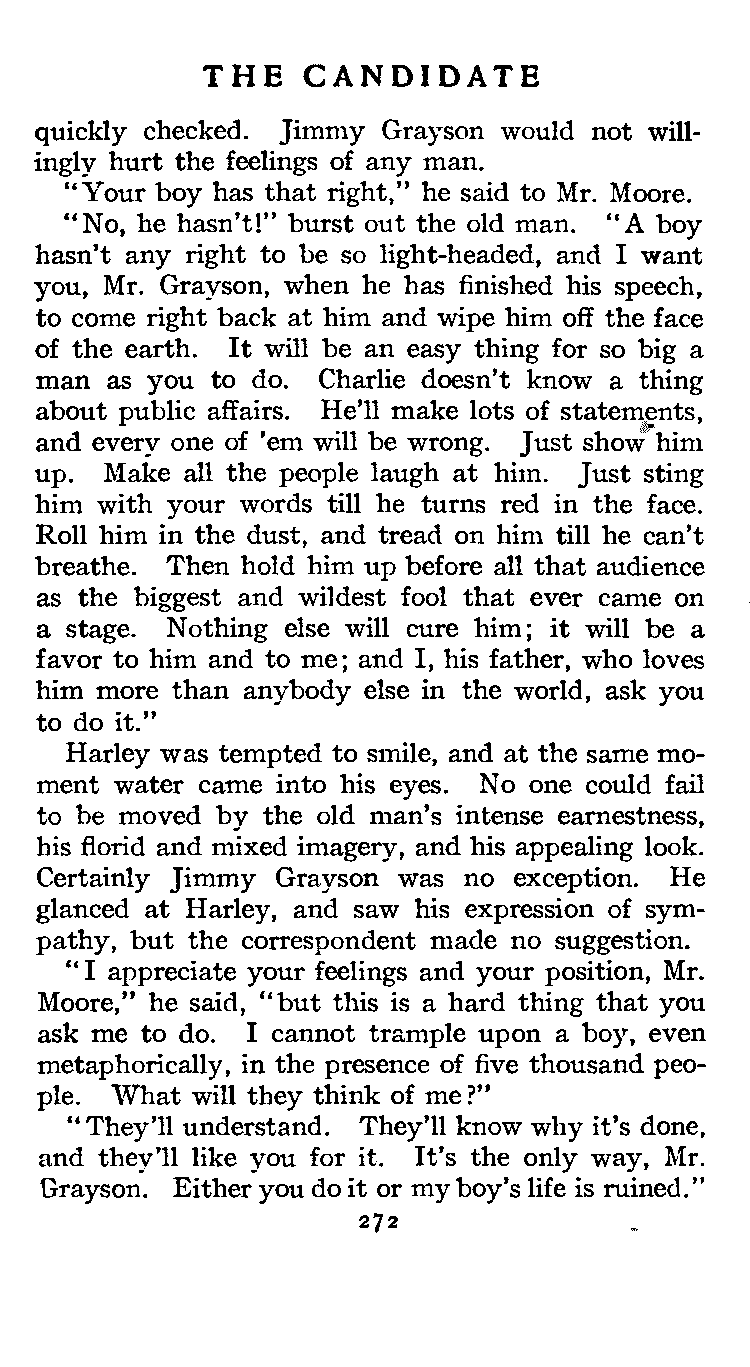 THE CANDIDATE
quickly checked. Jimmy Grayson would not will-
ingly hurt the feelings of any man.
"Your boy has that right," he said to Mr. Moore.
"No, he hasn't!" burst out the old man. "A boy
hasn't any right to be so light-headed, and I want
you, Mr. Grayson, when he has finished his speech,
to come right back at him and wipe him off the face
of the earth. It will be an easy thing for so big a
man as you to do. Charlie doesn't know a thing
about public affairs. He'll make lots of statements,
and every one of 'em will be wrong. Just show him
up. Make all the people laugh at him. Just sting
him with your words till he turns red in the face.
Roll him in the dust, and tread on him till he can't
breathe. Then hold him up before all that audience
as the biggest and wildest fool that ever came on
a stage. Nothing else will cure him; it will be a
favor to him and to me; and I, his father, who loves
him more than anybody else in the world, ask you
to do it."
Harley was tempted to smile, and at the same mo-
ment water came into his eyes. No one could fail
to be moved by the old man's intense earnestness,
his florid and mixed imagery, and his appealing look.
Certainly Jimmy Grayson was no exception. He
glanced at Harley, and saw his expression of sym-
pathy, but the correspondent made no suggestion.
"I appreciate your feelings and your position, Mr.
Moore," he said, "but this is a hard thing that you
ask me to do. I cannot trample upon a boy, even
metaphorically, in the presence of five thousand peo-
ple. What will they think of me?"
"They'll understand. They'll know why it's done,
and they'll like you for it. It's the only way, Mr.
Grayson. Either you do it or my boy's life is ruined."
272